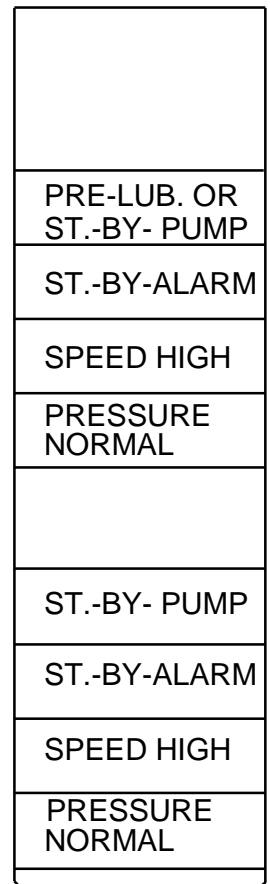 PRE-LUB. OR
ST.-BY- PUMP
ST.-BY-ALARM
SPEED HIGH
PRESSURE
NORMAL
ST.-BY- PUMP
ST.-BY-ALARM
SPEED HIGH
PRESSURE
NORMAL